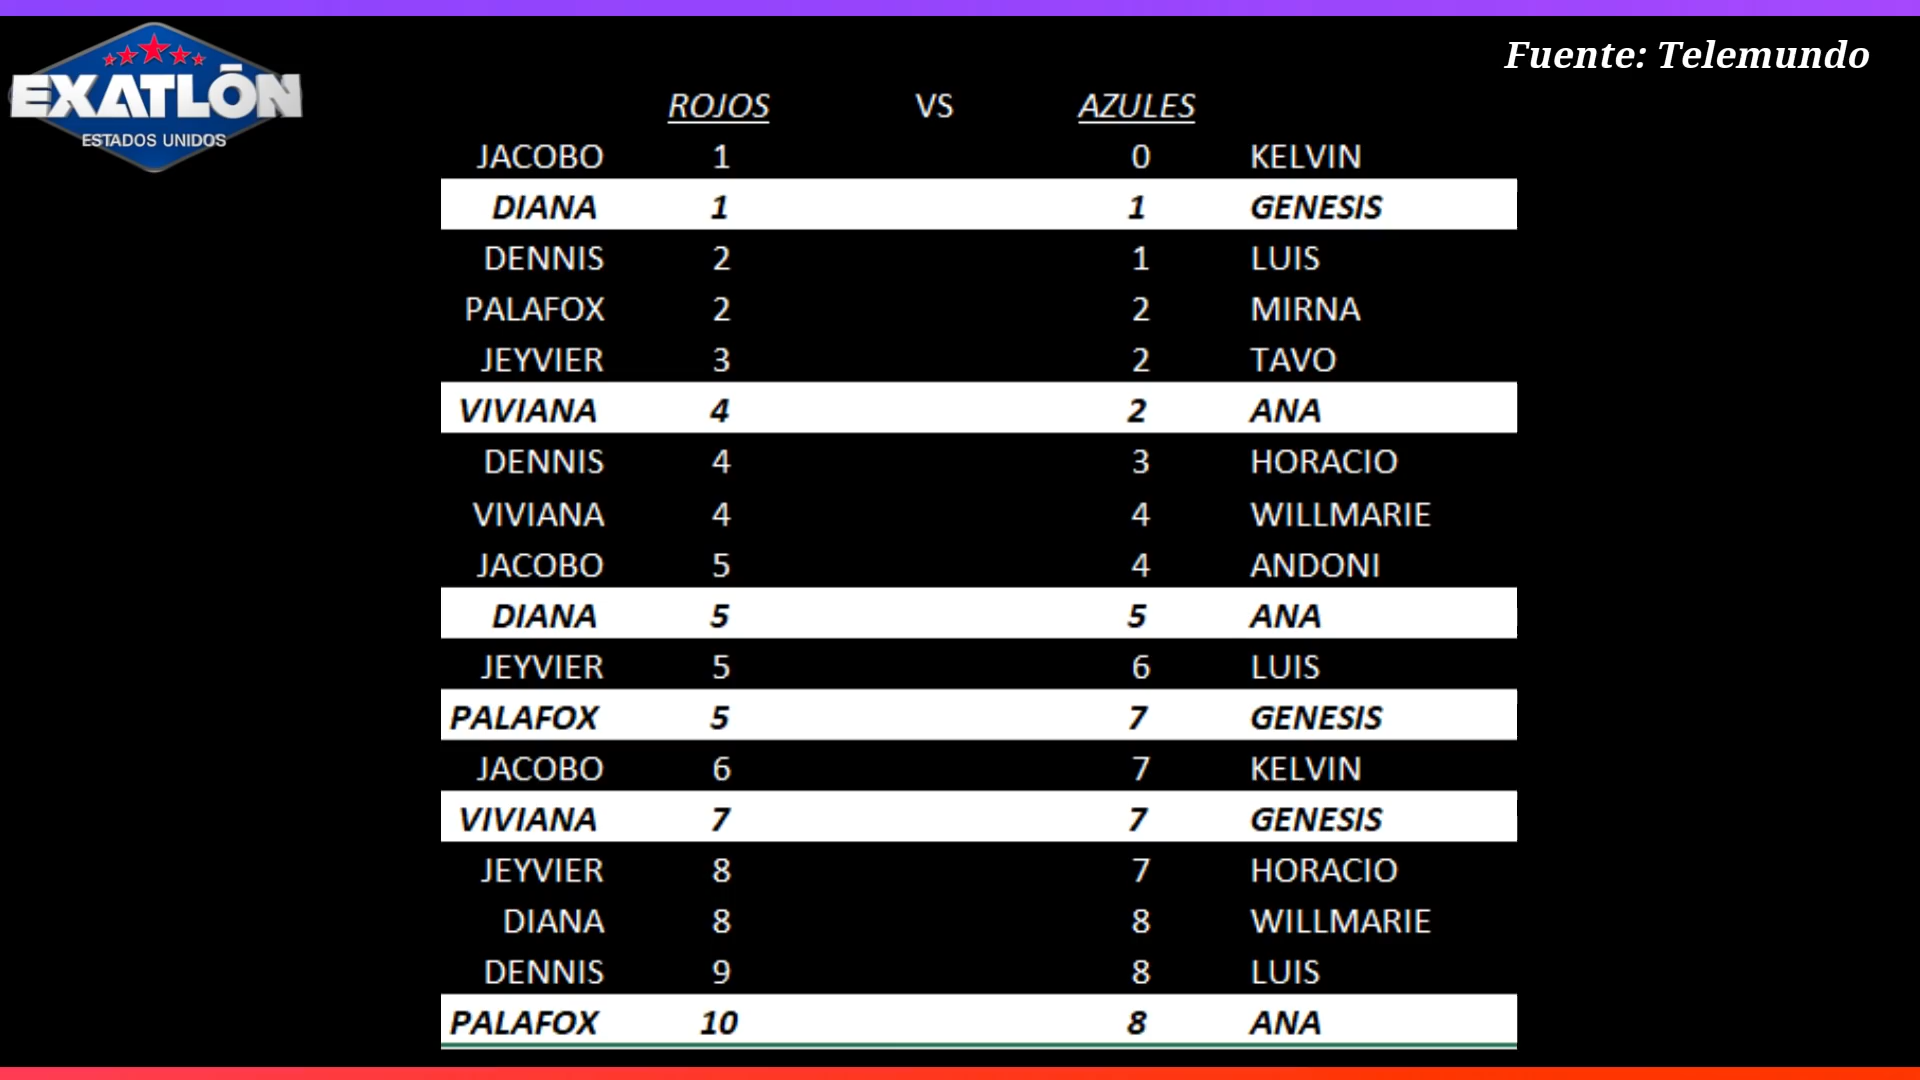 EXATLŌN
ESTADOS UNIDOS
Fuente: Telemundo
ROJOS VS AZULES
JACOBO 1 0 KELVIN
DIANA 1 1 GENESIS
DENNIS 2 1 LUIS
PALAFOX 2 2 MIRNA
JEYVIER 3 2 TAVO
VIVIANA 4 2 ANA
DENNIS 4 3 HORACIO
VIVIANA 4 4 WILLMARIE
JACOBO 5 4 ANDONI
DIANA 5 5 ANA
JEYVIER 5 6 LUIS
PALAFOX 5 7 GENESIS
JACOBO 6 7 KELVIN
VIVIANA 7 7 GENESIS
JEYVIER 8 7 HORACIO
DIANA 8 8 WILLMARIE
DENNIS 9 8 LUIS
PALAFOX 10 8 ANA